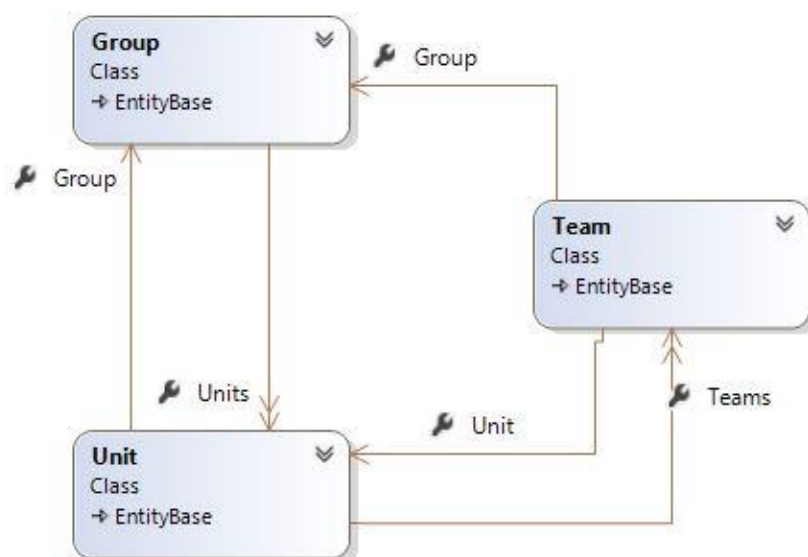 Group
Class
EntityBase
Group
Group
Team
Class
EntityBase
Units
Unit
Teams
Unit
Class
EntityBase